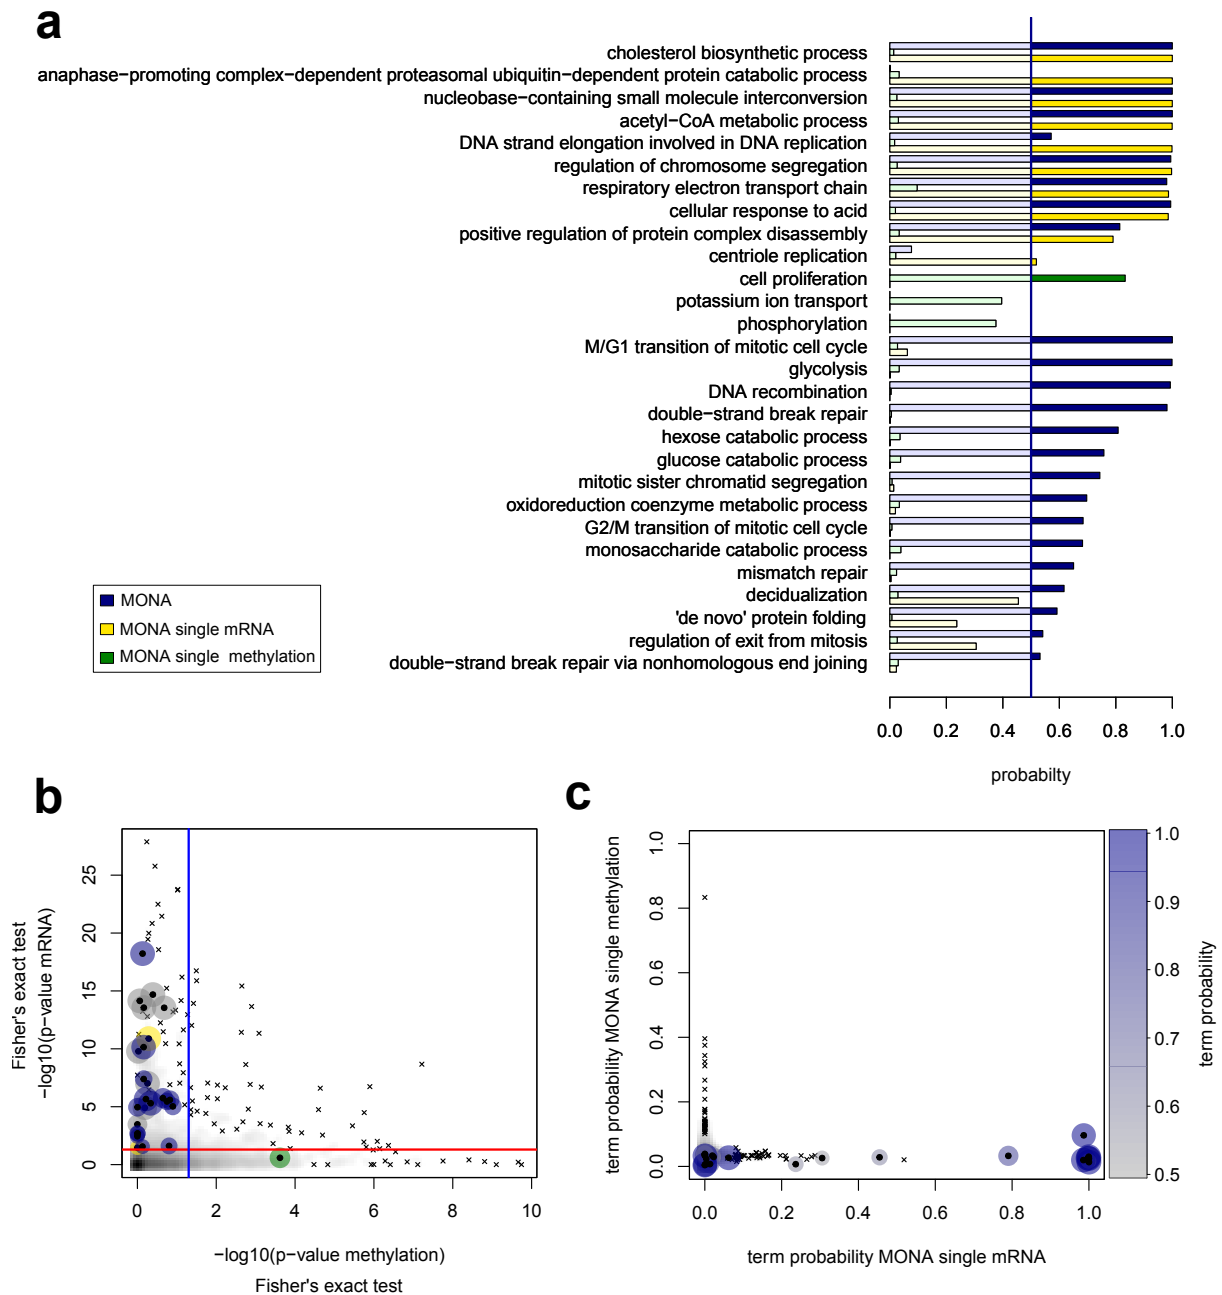 a
cholesterol biosynthetic process
anaphase−promoting complex−dependent proteasomal ubiquitin−dependent protein catabolic process
nucleobase−containing small molecule interconversion
acetyl−CoA metabolic process
DNA strand elongation involved in DNA replication
regulation of chromosome segregation
respiratory electron transport chain
cellular response to acid
positive regulation of protein complex disassembly
centriole replication
cell proliferation
potassium ion transport
phosphorylation
M/G1 transition of mitotic cell cycle
glycolysis
DNA recombination
double−strand break repair
hexose catabolic process
glucose catabolic process
mitotic sister chromatid segregation
oxidoreduction coenzyme metabolic process
G2/M transition of mitotic cell cycle
monosaccharide catabolic process
mismatch repair
decidualization
'de novo' protein folding
regulation of exit from mitosis
double−strand break repair via nonhomologous end joining
MONA
MONA single mRNA
MONA single methylation
0.0 0.2 0.4 0.6 0.8 1.0
probabilty
b
Fisher's exact test
−log10(p−value mRNA)
0 5 10 15 20 25
0 2 4 6 8 10
−log10(p−value methylation)
Fisher's exact test
c
term probability MONA single methylation
0.0 0.2 0.4 0.6 0.8 1.0
0.0 0.2 0.4 0.6 0.8 1.0
term probability MONA single mRNA
1.0
0.9
0.8
0.7
0.6
0.5
term probability